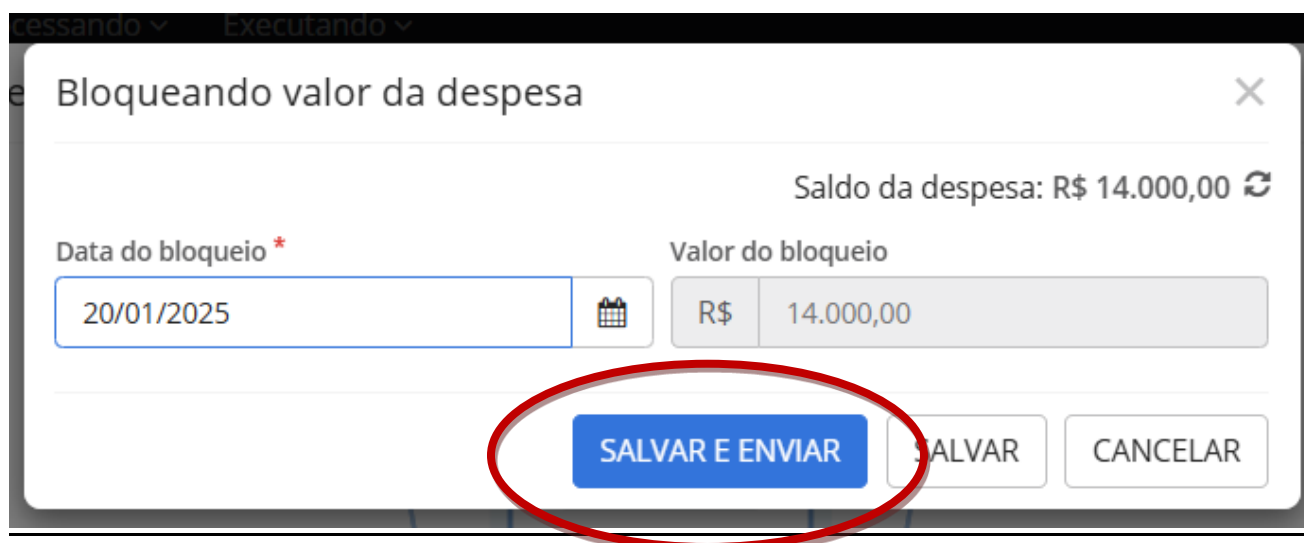 cessando Executando
Bloqueando valor da despesa
Saldo da despesa: R$ 14.000,00
Data do bloqueio * Valor do bloqueio
20/01/2025 R$ 14.000,00
SALVAR E ENVIAR SALVAR CANCELAR